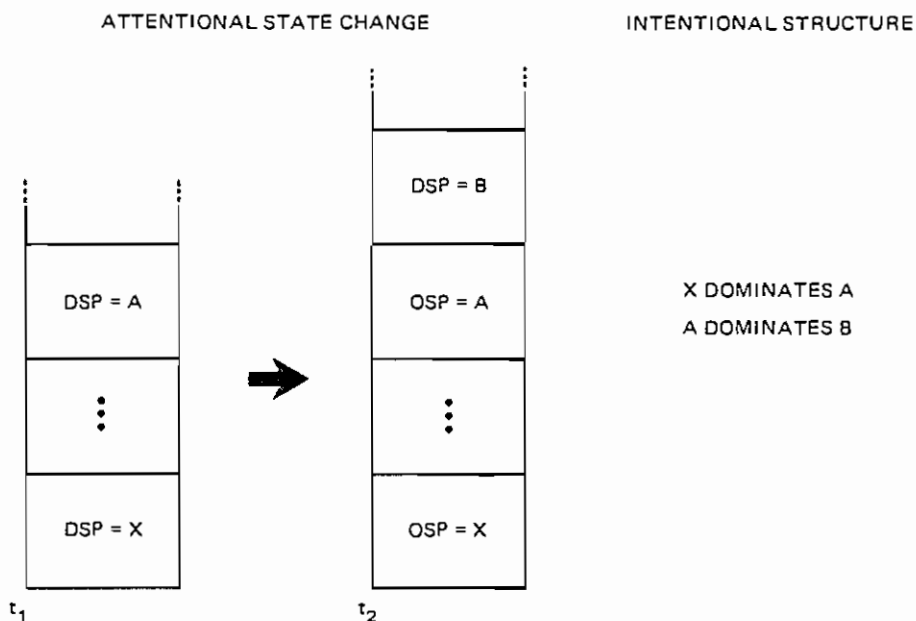 ATTENTIONAL STATE CHANGE
INTENTIONAL STRUCTURE
DSP = A
DSP = X
t1
DSP = B
OSP = A
OSP = X
t2
X DOMINATES A
A DOMINATES B